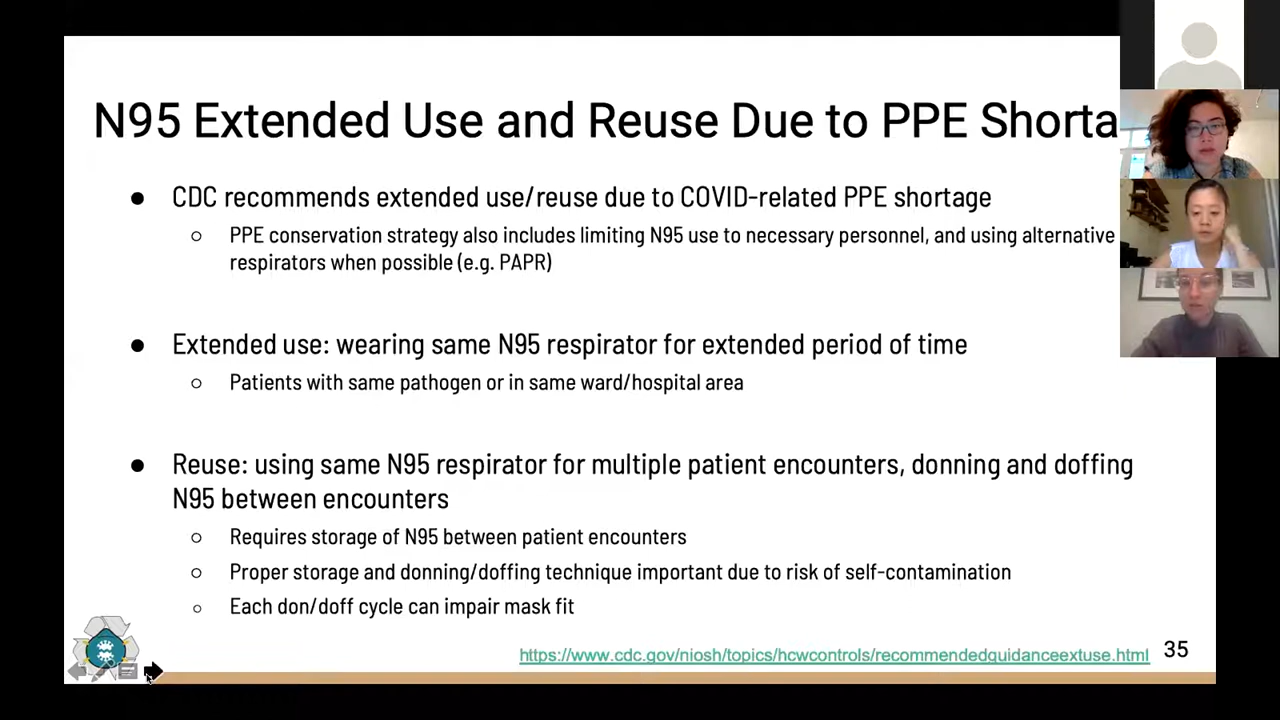 N95 Extended Use and Reuse Due to PPE Shorta
● CDC recommends extended use/reuse due to COVID-related PPE shortage
○ PPE conservation strategy also includes limiting N95 use to necessary personnel, and using alternative
respirators when possible (e.g. PAPR)
● Extended use: wearing same N95 respirator for extended period of time
○ Patients with same pathogen or in same ward/hospital area
● Reuse: using same N95 respirator for multiple patient encounters, donning and doffing
N95 between encounters
○ Requires storage of N95 between patient encounters
○ Proper storage and donning/doffing technique important due to risk of self-contamination
○ Each don/doff cycle can impair mask fit
https://www.cdc.gov/niosh/topics/hcwcontrols/recommendedguidanceextuse.html
35